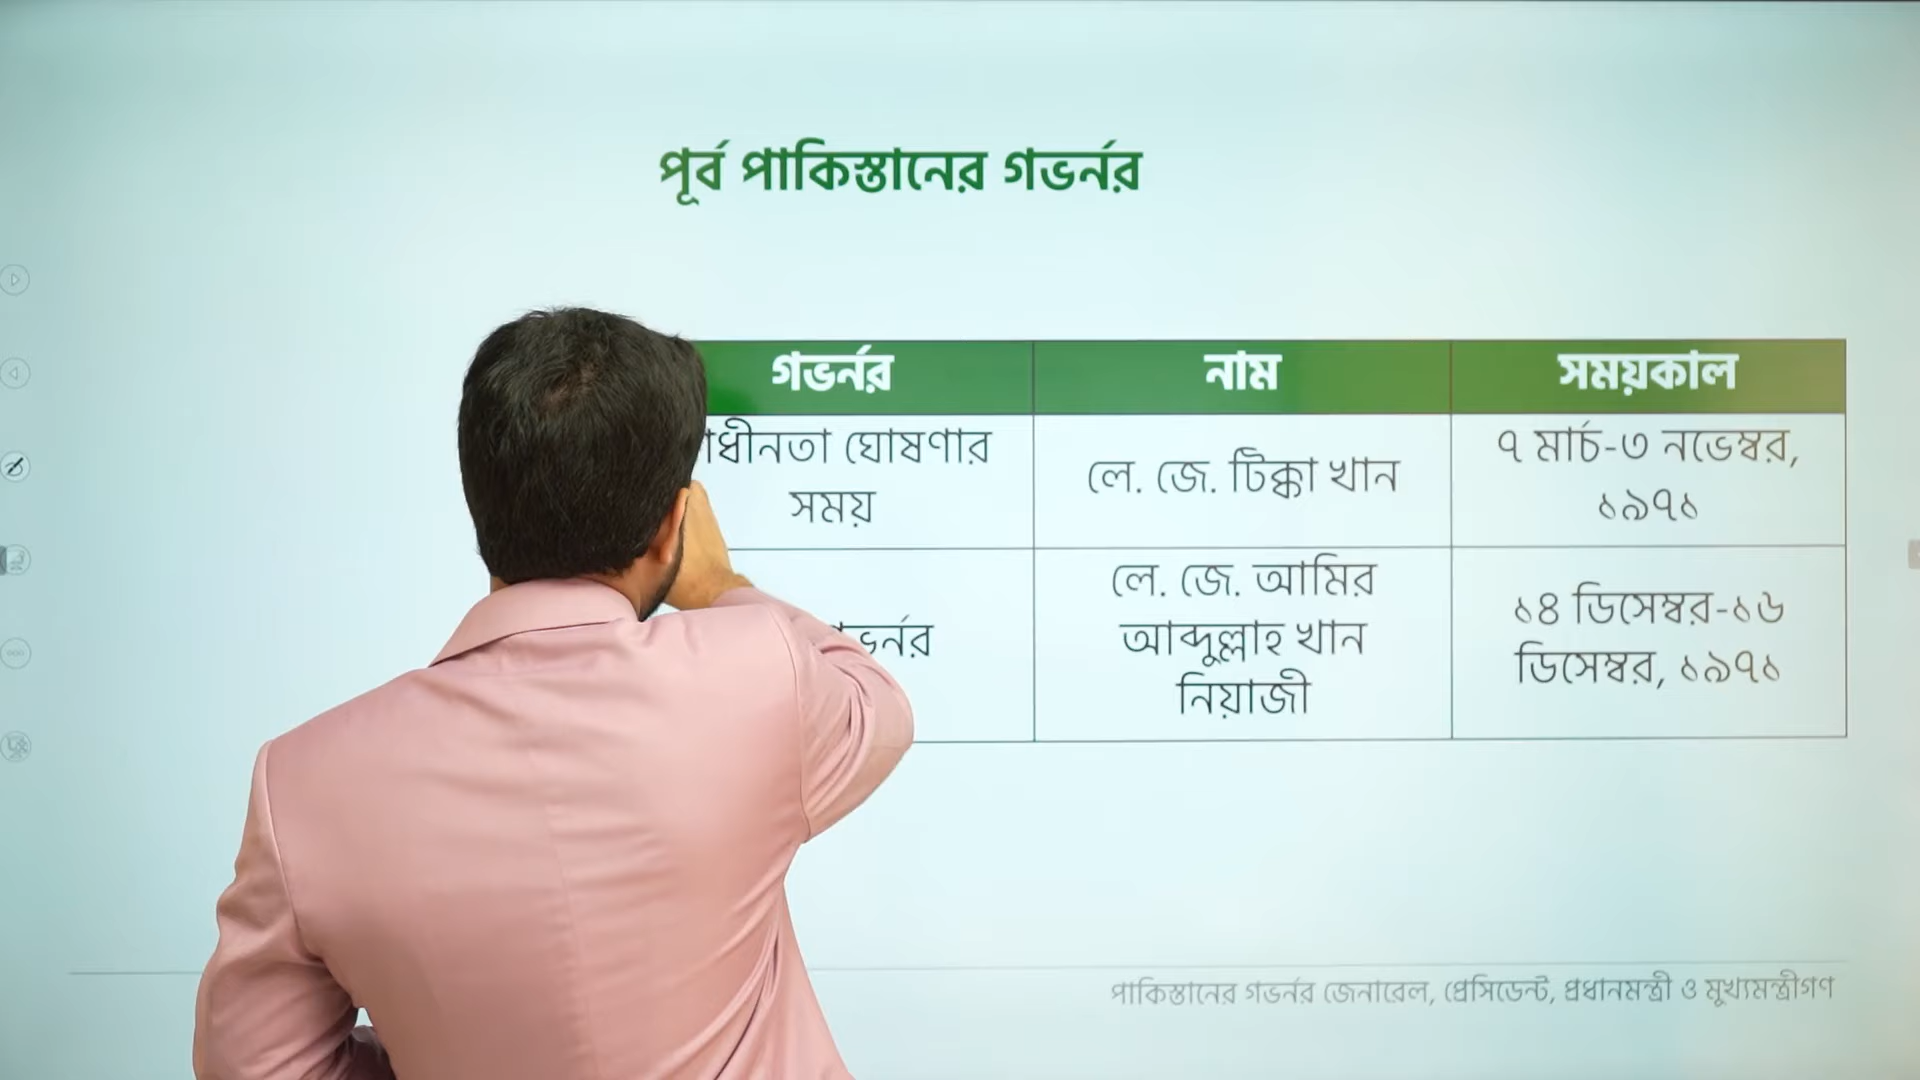 পূর্ব পাকিস্তানের গভর্নর
গভর্নর
নাম
সময়কাল
ঘোষণার
সময়
লে. জে. টিক্কা খান
৭ মার্চ-৩ নভেম্বর,
১৯৭১
লে. জে. আমির
আব্দুল্লাহ খান
নিয়াজী
১৪ ডিসেম্বর-১৬
ডিসেম্বর, ১৯৭১
পাকিস্তানের গভর্নর জেনারেল, প্রেসিডেন্ট, প্রধানমন্ত্রী ও মুখ্যমন্ত্রীগণ